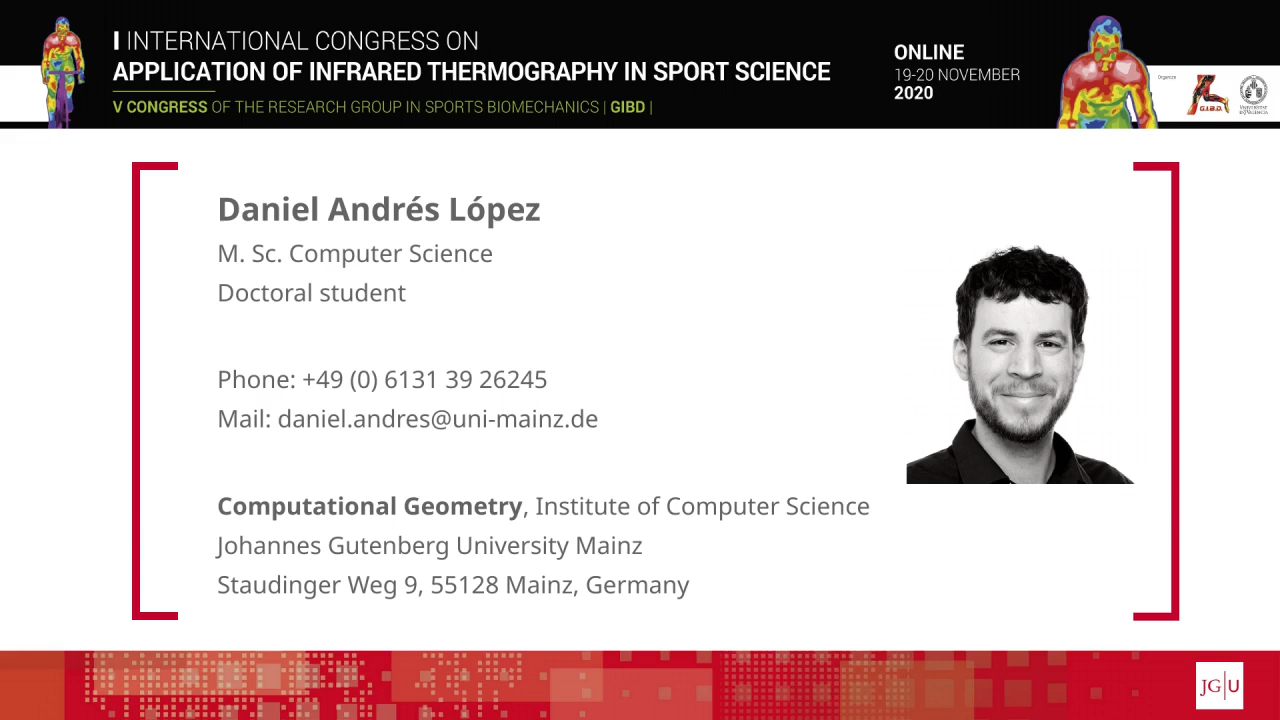 I INTERNATIONAL CONGRESS ON
APPLICATION OF INFRARED THERMOGRAPHY IN SPORT SCIENCE
V CONGRESS OF THE RESEARCH GROUP IN SPORTS BIOMECHANICS | GIBD |
ONLINE
19-20 NOVEMBER
2020
G.I.B.D.
Daniel Andrés López
M. Sc. Computer Science
Doctoral student
Phone: +49 (0) 6131 39 26245
Mail: daniel.andres@uni-mainz.de
Computational Geometry, Institute of Computer Science
Johannes Gutenberg University Mainz
Staudinger Weg 9, 55128 Mainz, Germany
JG|U